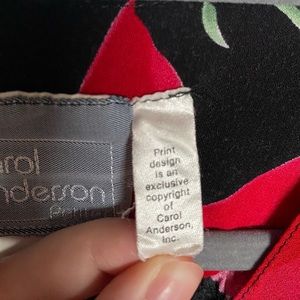 arol
nderson
Print
design
is an
exclusive
copyright
of
Carol
Anderson,
Inc.